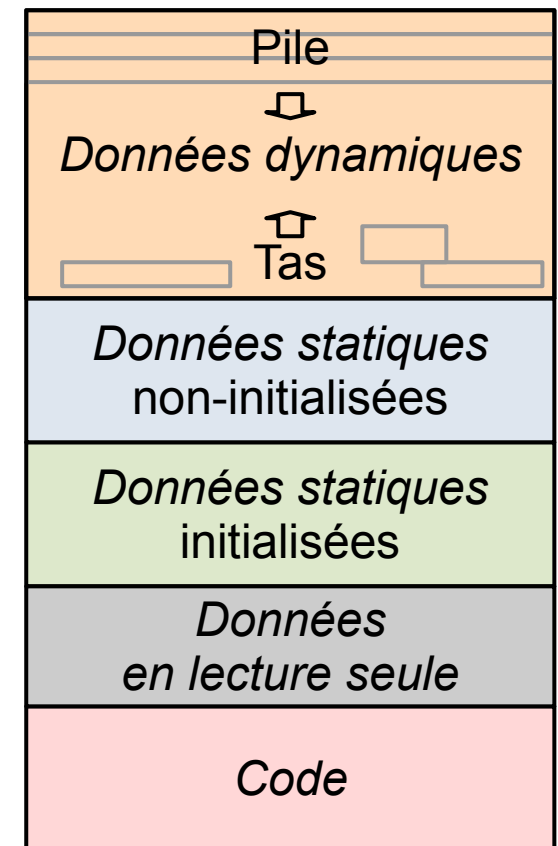 Pile
Données dynamiques
Tas
Données statiques
non-initialisées
Données statiques
initialisées
Données
en lecture seule
Code